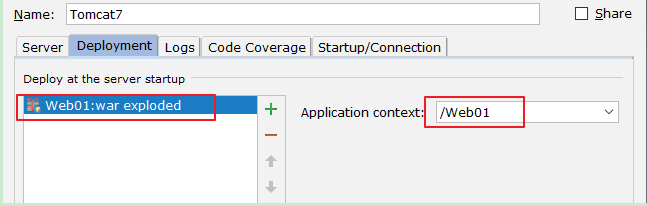 Name: Tomcat7 Share
Server Deployment Logs Code Coverage Startup/Connection
Deploy at the server startup
Web01:war exploded
Application context: /Web01